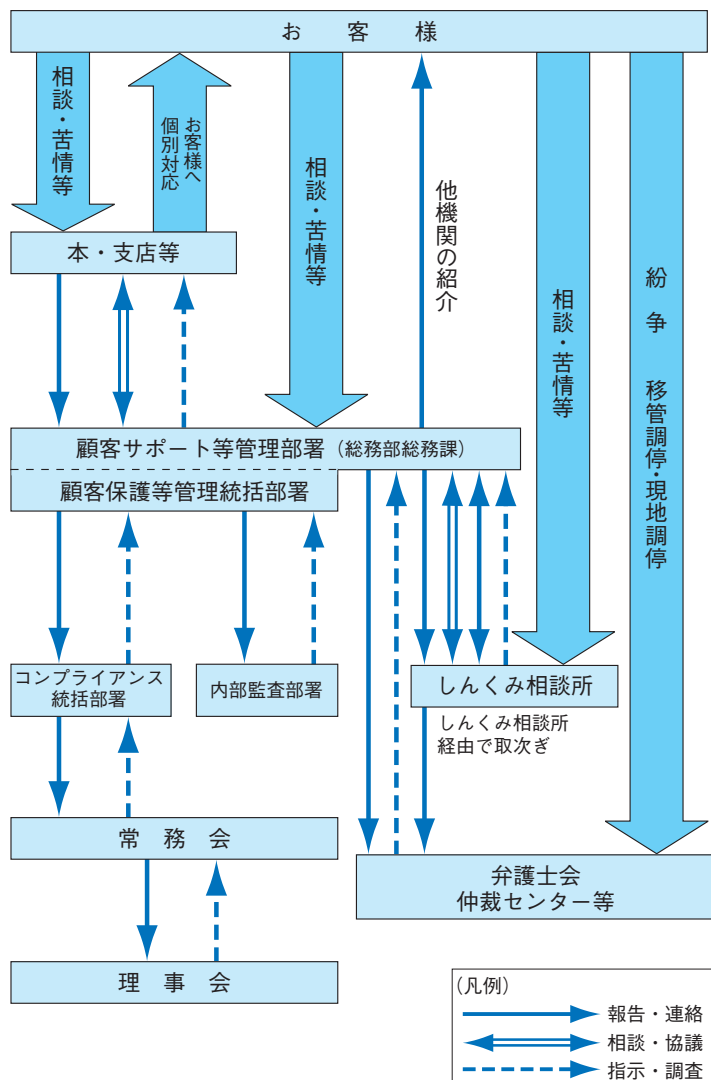 お客様
相談・苦情等
お客様へ
個別対応
相談・苦情等
他機関の紹介
相談・苦情等
紛争 移管調停・現地調停
本・支店等
顧客サポート等管理部署(総務部総務課)
顧客保護等管理統括部署
コンプライアンス
統括部署
内部監査部署
しんくみ相談所
しんくみ相談所
経由で取次ぎ
常務会
弁護士会
仲裁センター等
理事会
(凡例)
報告・連絡
相談・協議
指示・調査